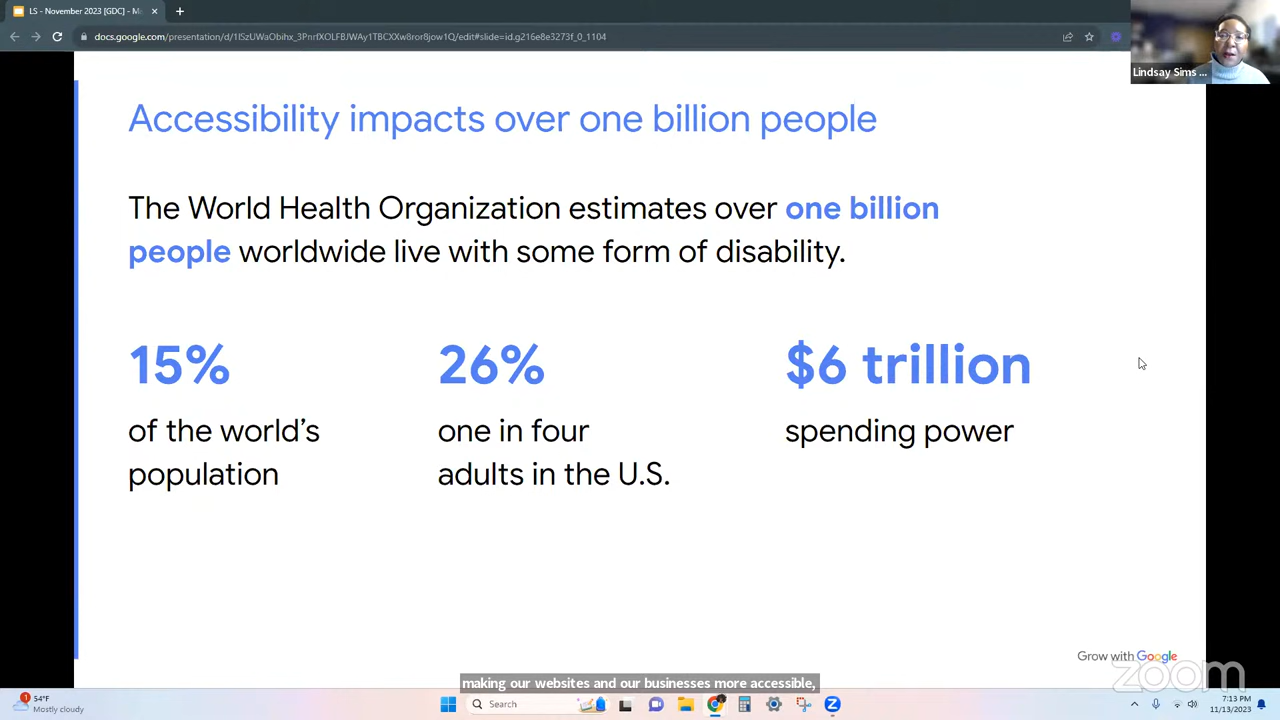 LS - November 2023 [GDC] - M
docs.google.com/presentation/d/1ISzUWaObihx_3PnrfXOLFBJWAy1TBCXXw8ror8jow1Q/edit#slide=id.g216e8e3273f_0_1104
Lindsay Sims ...
Accessibility impacts over one billion people
The World Health Organization estimates over one billion
people worldwide live with some form of disability.
15%
of the world's
population
26%
one in four
adults in the U.S.
$6 trillion
spending power
Grow with Google
zoom
making our websites and our businesses more accessible,
1
54°F
Mostly cloudy
Search
7:13 PM
11/13/2023